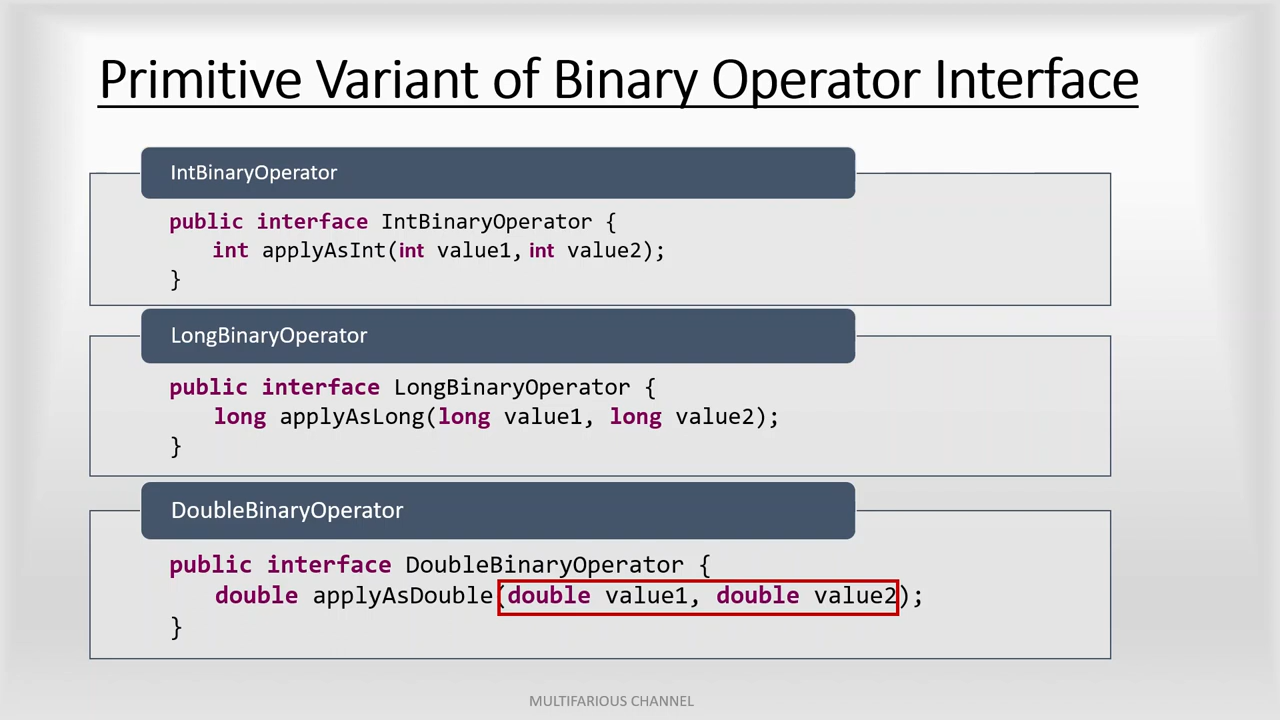 Primitive Variant of Binary Operator Interface
IntBinaryOperator
public interface IntBinaryOperator {
int applyAsInt(int value1, int value2);
}
LongBinaryOperator
public interface LongBinaryOperator {
long applyAsLong(long value1, long value2);
}
DoubleBinaryOperator
public interface DoubleBinaryOperator {
double applyAsDouble(double value1, double value2);
}
MULTIFARIOUS CHANNEL